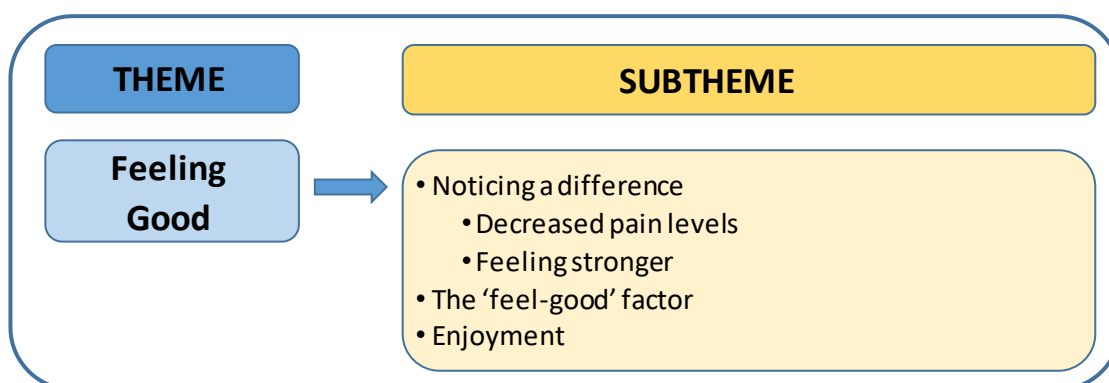 THEME
SUBTHEME
Feeling
Good
• Noticing a difference
• Decreased pain levels
• Feeling stronger
• The ‘feel-good’ factor
• Enjoyment